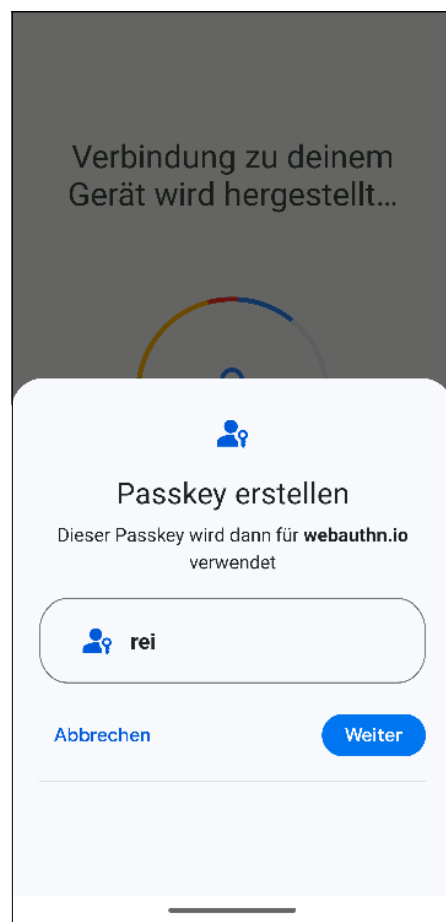 Verbindung zu deinem
Gerät wird hergestellt…
Passkey erstellen
Dieser Passkey wird dann für webauthn.io
verwendet
rei
Abbrechen
Weiter